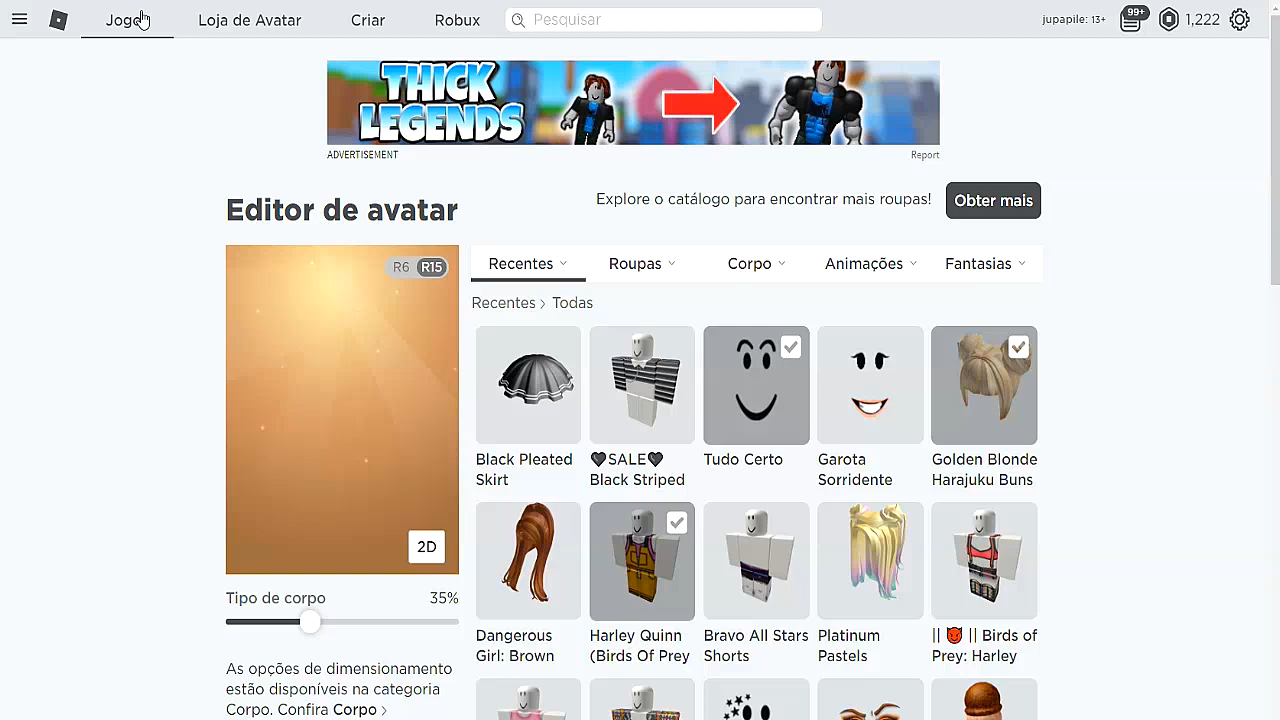 Jogo
Loja de Avatar
Criar
Robux
Pesquisar
jupapile: 13+
99+
1,222
THICK
LEGENDS
ADVERTISEMENT
Report
Editor de avatar
Explore o catálogo para encontrar mais roupas!
Obter mais
R6 R15
2D
Tipo de corpo
35%
As opções de dimensionamento
estão disponíveis na categoria
Corpo.Confira Corpo >
Recentes
Roupas
Corpo
Animações
Fantasias
Recentes > Todas
Black Pleated
Skirt
🖤SALE🖤
Black Striped
Tudo Certo
Garota
Sorridente
Golden Blonde
Harajuku Buns
Dangerous
Girl: Brown
Harley Quinn
(Birds Of Prey
Bravo All Stars
Shorts
Platinum
Pastels
|| 😈 || Birds of
Prey: Harley